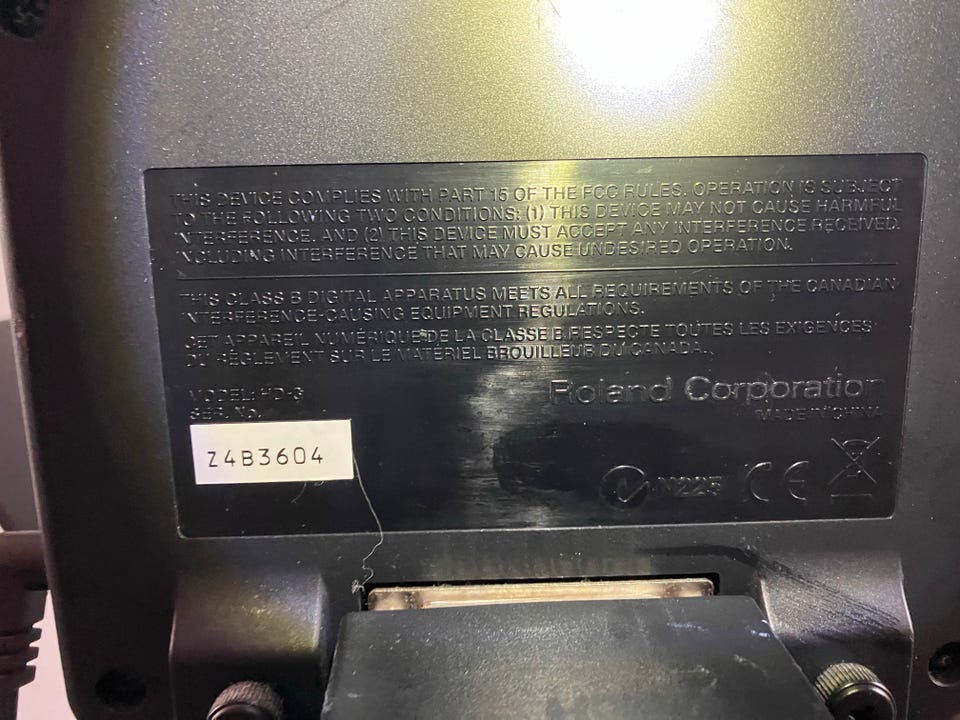 THIS DEVICE COMPLIES WITH PART 15 OF THE FCC RULES. OPERATION IS SUBJECT
TO THE FOLLOWING TWO CONDITIONS: (1) THIS DEVICE MAY NOT CAUSE HARMFUL
INTERFERENCE, AND (2) THIS DEVICE MUST ACCEPT ANY INTERFERENCE RECEIVED,
INCLUDING INTERFERENCE THAT MAY CAUSE UNDESIRED OPERATION.
THIS CLASS B DIGITAL APPARATUS MEETS ALL REQUIREMENTS OF THE CANADIAN
INTERFERENCE-CAUSING EQUIPMENT REGULATIONS.
CET APPAREIL NUMÉRIQUE DE LA CLASSE B RESPECTE TOUTES LES EXIGENCES
DU RÈGLEMENT SUR LE MATÉRIEL BROUILLEUR DU CANADA.
Roland Corporation
MADE IN CHINA
MODEL: HD-3
SER. No.
Z4B3604
N225 CE